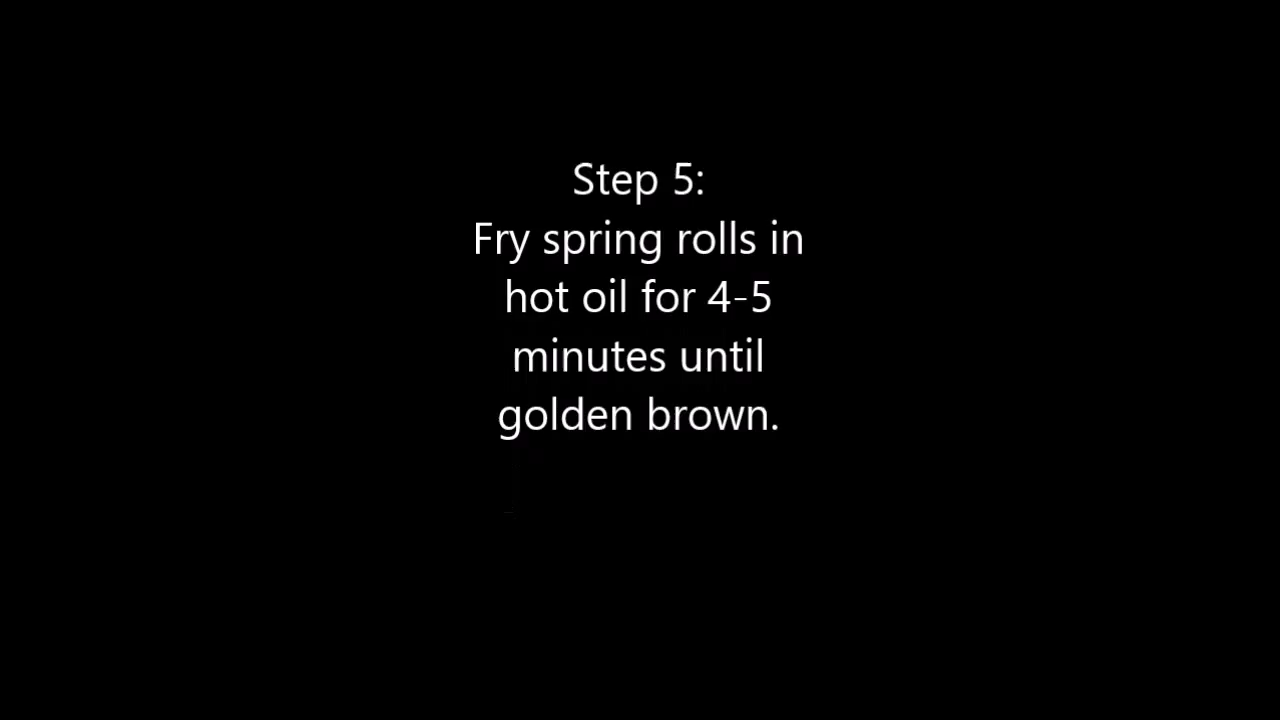 Step 5:
Fry spring rolls in
hot oil for 4-5
minutes until
golden brown.